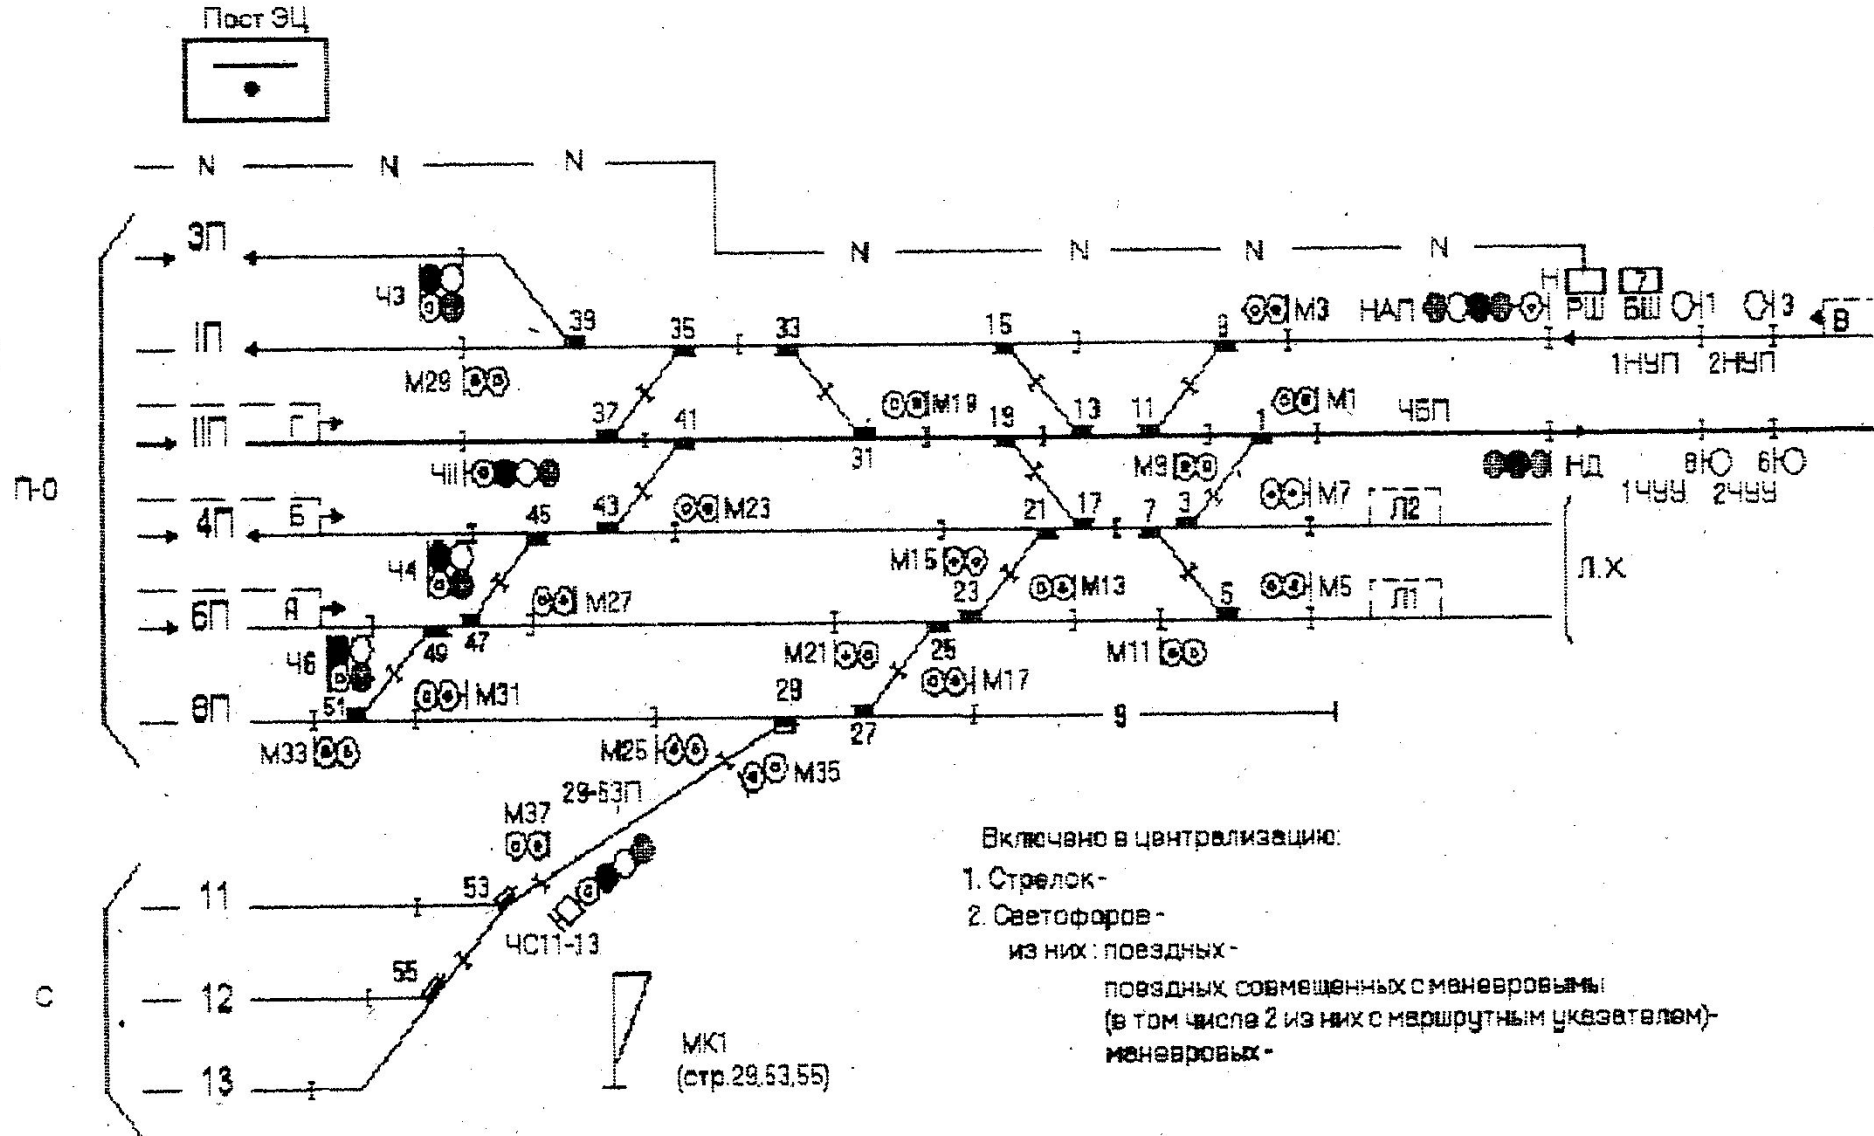 Пост ЭЦ
N N N
N N N N
3П
Ч3
39 35 33 15 9
М3 НАП Н РШ 7 БШ 1 3 В
1П
1НУП 2НУП
М29
37 41 М19 19 13 11 1 М1 ЧБП
IIП Г
31
ЧII
М9 НД 8 6
1ЧУУ 2ЧУУ
П-О
4П Б
45 43 М23 21 17 7 3 М7 Л2
Ч4
М15 М13 23 5 М5 Л1 Л.Х.
6П А
М27
49 47
Ч6
М21 25 М11
М31 М17
8П 51
29 27 9
М33 М25 М35
29-53П
М37
11 53
ЧС11-13
С 12 55
13
МК1
(стр.29,53,55)
Включено в централизацию:
1. Стрелок-
2. Светофоров-
из них: поездных-
поездных, совмещенных с маневровыми
(в том числе 2 из них с маршрутным указателем)-
маневровых-